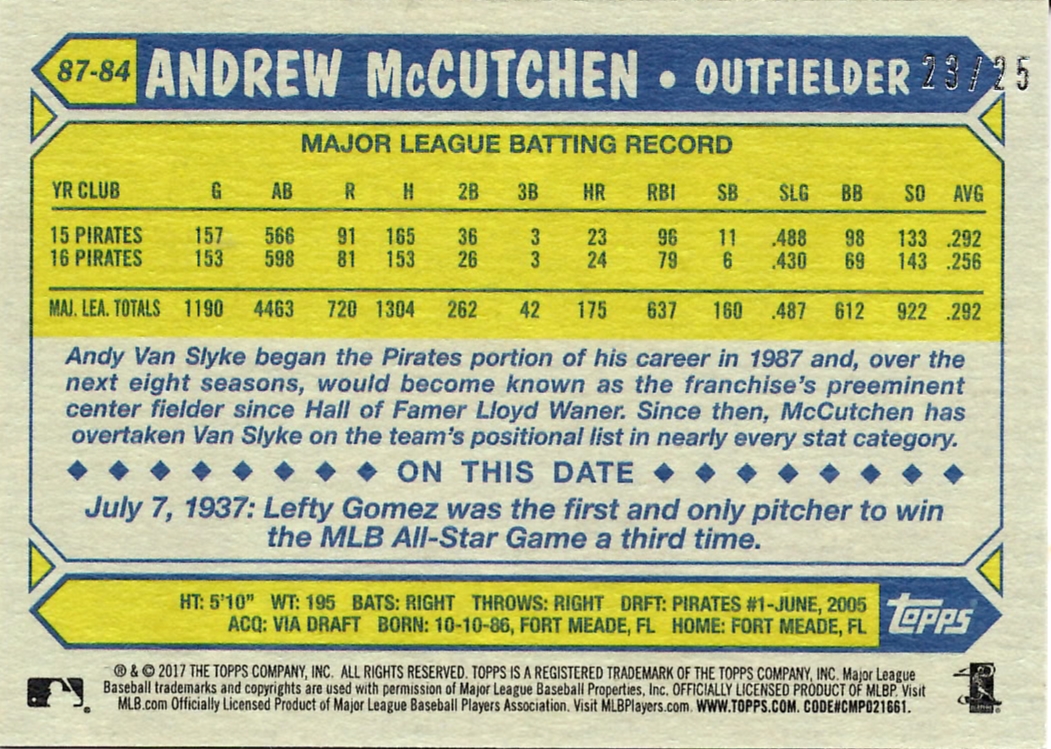 87-84 ANDREW McCUTCHEN • OUTFIELDER 23/25
MAJOR LEAGUE BATTING RECORD
YR CLUB G AB R H 2B 3B HR RBI SB SLG BB SO AVG
15 PIRATES 157 566 91 165 36 3 23 96 11 .488 98 133 .292
16 PIRATES 153 598 81 153 26 3 24 79 6 .430 69 143 .256
MAJ. LEA. TOTALS 1190 4463 720 1304 262 42 175 637 160 .487 612 922 .292
Andy Van Slyke began the Pirates portion of his career in 1987 and, over the
next eight seasons, would become known as the franchise's preeminent
center fielder since Hall of Famer Lloyd Waner. Since then, McCutchen has
overtaken Van Slyke on the team's positional list in nearly every stat category.
◆ ◆ ◆ ◆ ◆ ◆ ◆ ◆ ON THIS DATE ◆ ◆ ◆ ◆ ◆ ◆ ◆ ◆
July 7, 1937: Lefty Gomez was the first and only pitcher to win
the MLB All-Star Game a third time.
HT: 5'10" WT: 195 BATS: RIGHT THROWS: RIGHT DRFT: PIRATES #1-JUNE, 2005
ACQ: VIA DRAFT BORN: 10-10-86, FORT MEADE, FL HOME: FORT MEADE, FL
topps
® & © 2017 THE TOPPS COMPANY, INC. ALL RIGHTS RESERVED. TOPPS IS A REGISTERED TRADEMARK OF THE TOPPS COMPANY, INC. Major League
Baseball trademarks and copyrights are used with permission of Major League Baseball Properties, Inc. OFFICIALLY LICENSED PRODUCT OF MLBP. Visit
MLB.com Officially Licensed Product of Major League Baseball Players Association. Visit MLBPlayers.com. WWW.TOPPS.COM. CODE#CMP021661.